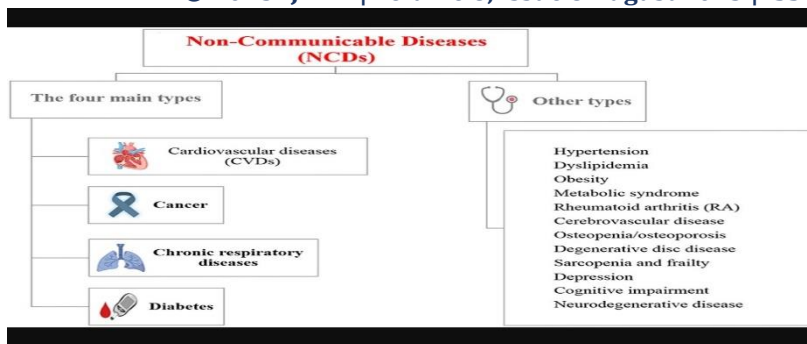 Non-Communicable Diseases
(NCDs)
The four main types
Other types
Cardiovascular diseases
(CVDs)
Cancer
Chronic respiratory
diseases
Diabetes
Hypertension
Dyslipidemia
Obesity
Metabolic syndrome
Rheumatoid arthritis (RA)
Cerebrovascular disease
Osteopenia/osteoporosis
Degenerative disc disease
Sarcopenia and frailty
Depression
Cognitive impairment
Neurodegenerative disease